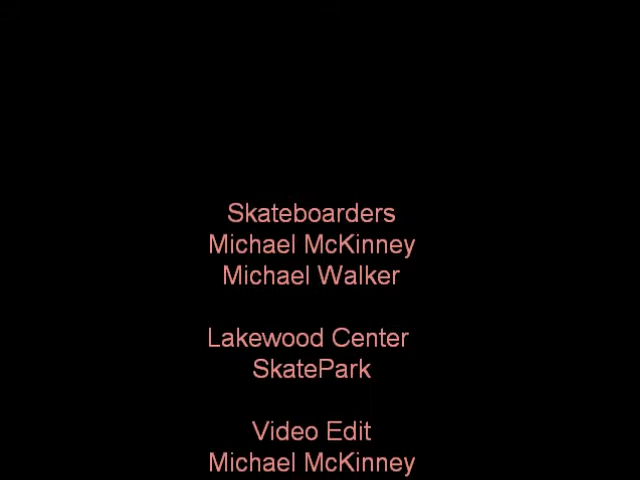 Skateboarders
Michael McKinney
Michael Walker
Lakewood Center
SkatePark
Video Edit
Michael McKinney